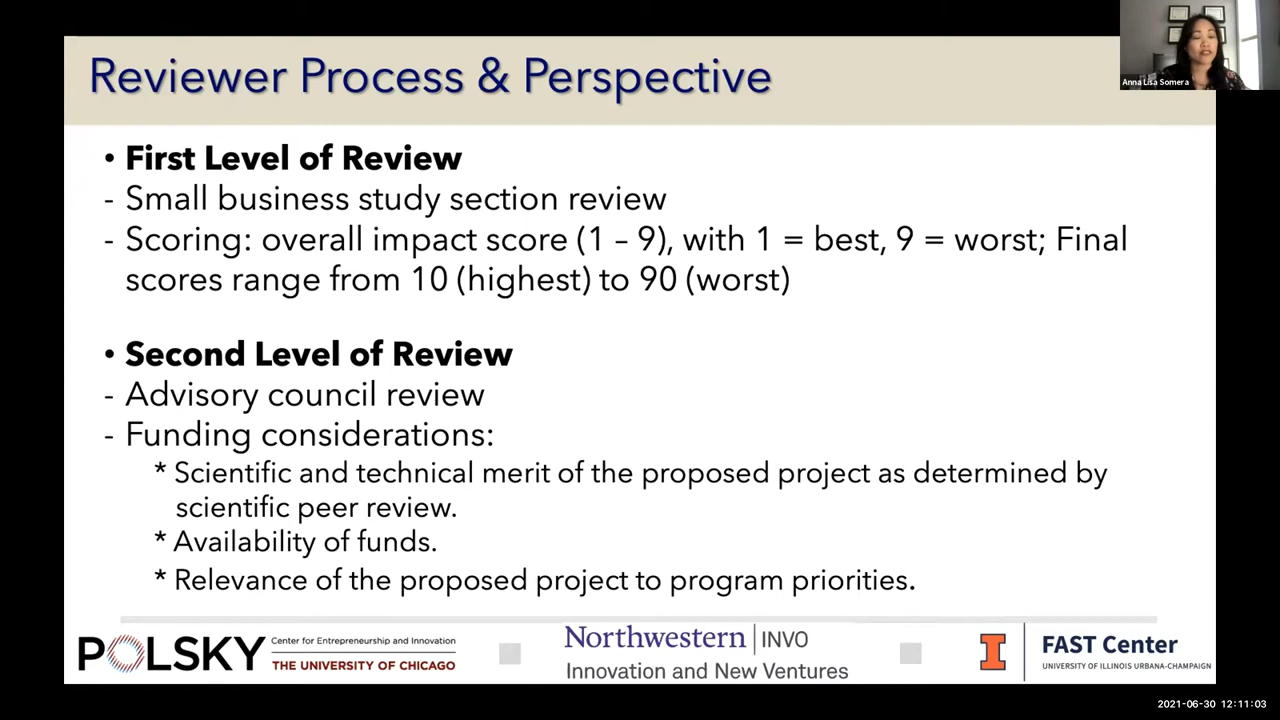 Reviewer Process & Perspective
Anna Lisa Somera
• First Level of Review
- Small business study section review
- Scoring: overall impact score (1 – 9), with 1 = best, 9 = worst; Final
scores range from 10 (highest) to 90 (worst)
• Second Level of Review
- Advisory council review
- Funding considerations:
* Scientific and technical merit of the proposed project as determined by
scientific peer review.
* Availability of funds.
* Relevance of the proposed project to program priorities.
POLSKY
Center for Entrepreneurship and Innovation
THE UNIVERSITY OF CHICAGO
Northwestern | INVO
Innovation and New Ventures
I
FAST Center
UNIVERSITY OF ILLINOIS URBANA-CHAMPAIGN
2021-06-30 12:11:03